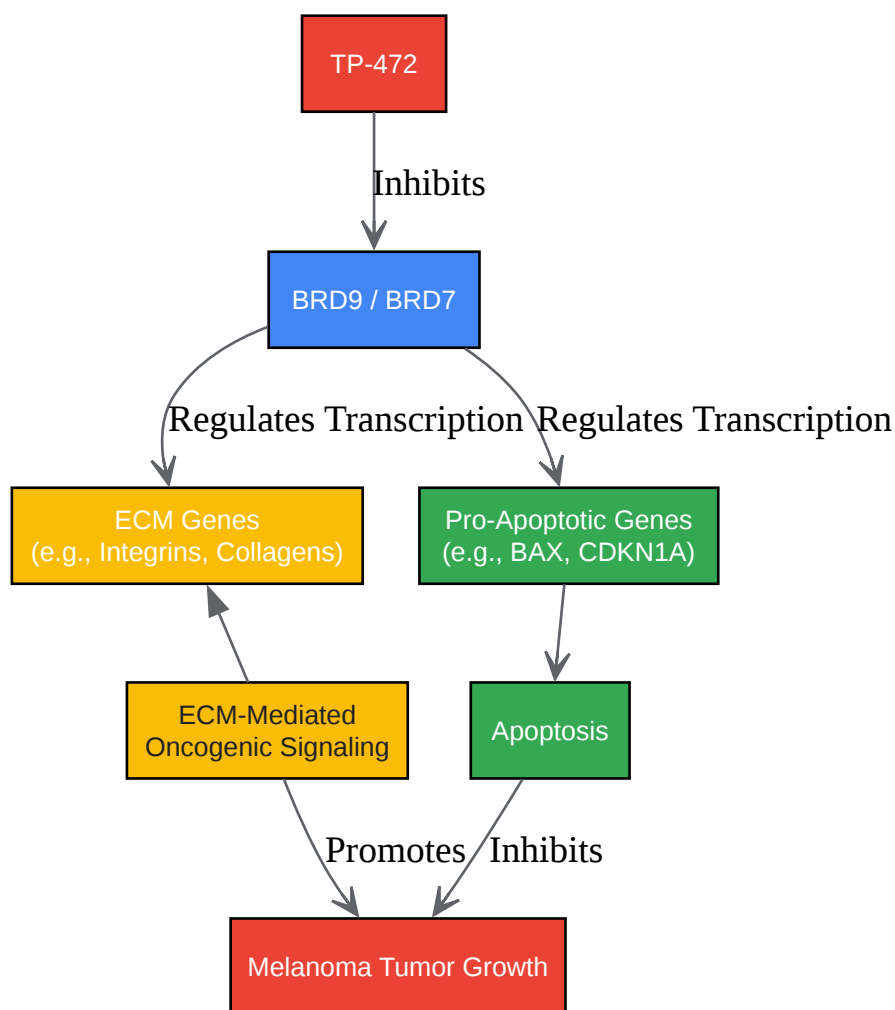 TP-472
Inhibits
BRD9 / BRD7
Regulates Transcription
Regulates Transcription
ECM Genes
(e.g., Integrins, Collagens)
Pro-Apoptotic Genes
(e.g., BAX, CDKN1A)
ECM-Mediated
Oncogenic Signaling
Apoptosis
Promotes
Inhibits
Melanoma Tumor Growth